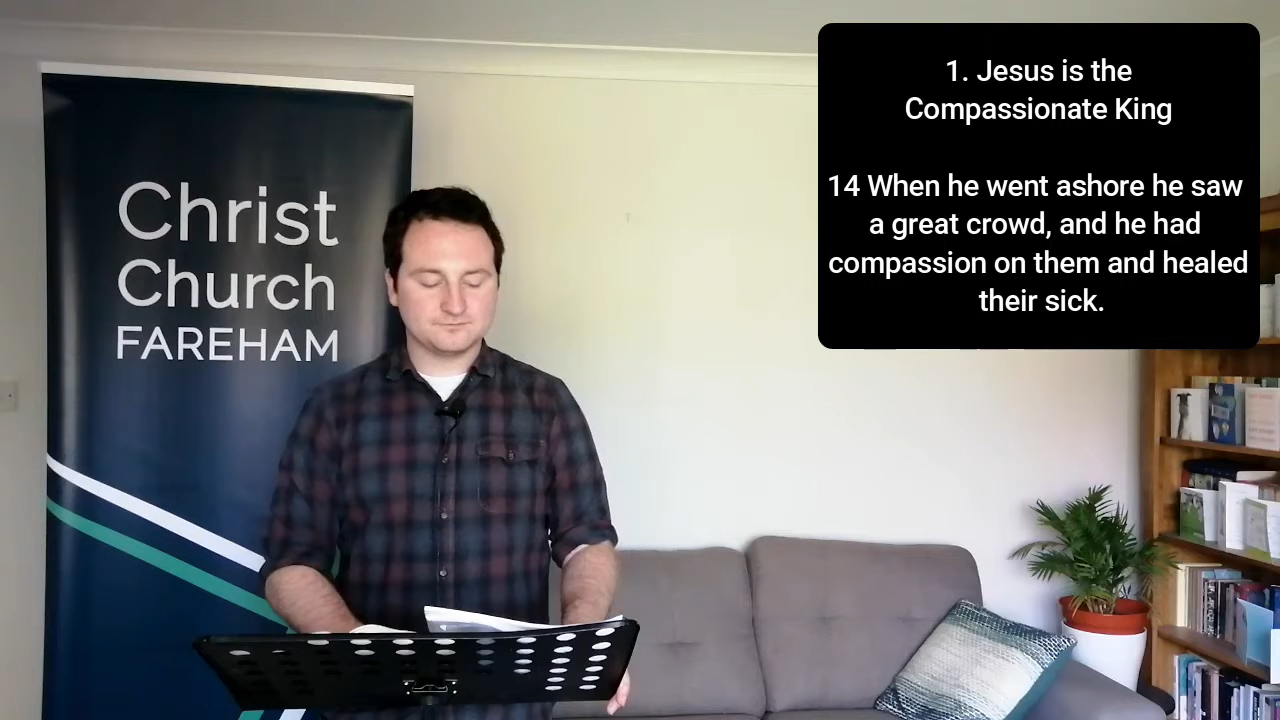 Christ
Church
FAREHAM
1. Jesus is the
Compassionate King
14 When he went ashore he saw
a great crowd, and he had
compassion on them and healed
their sick.